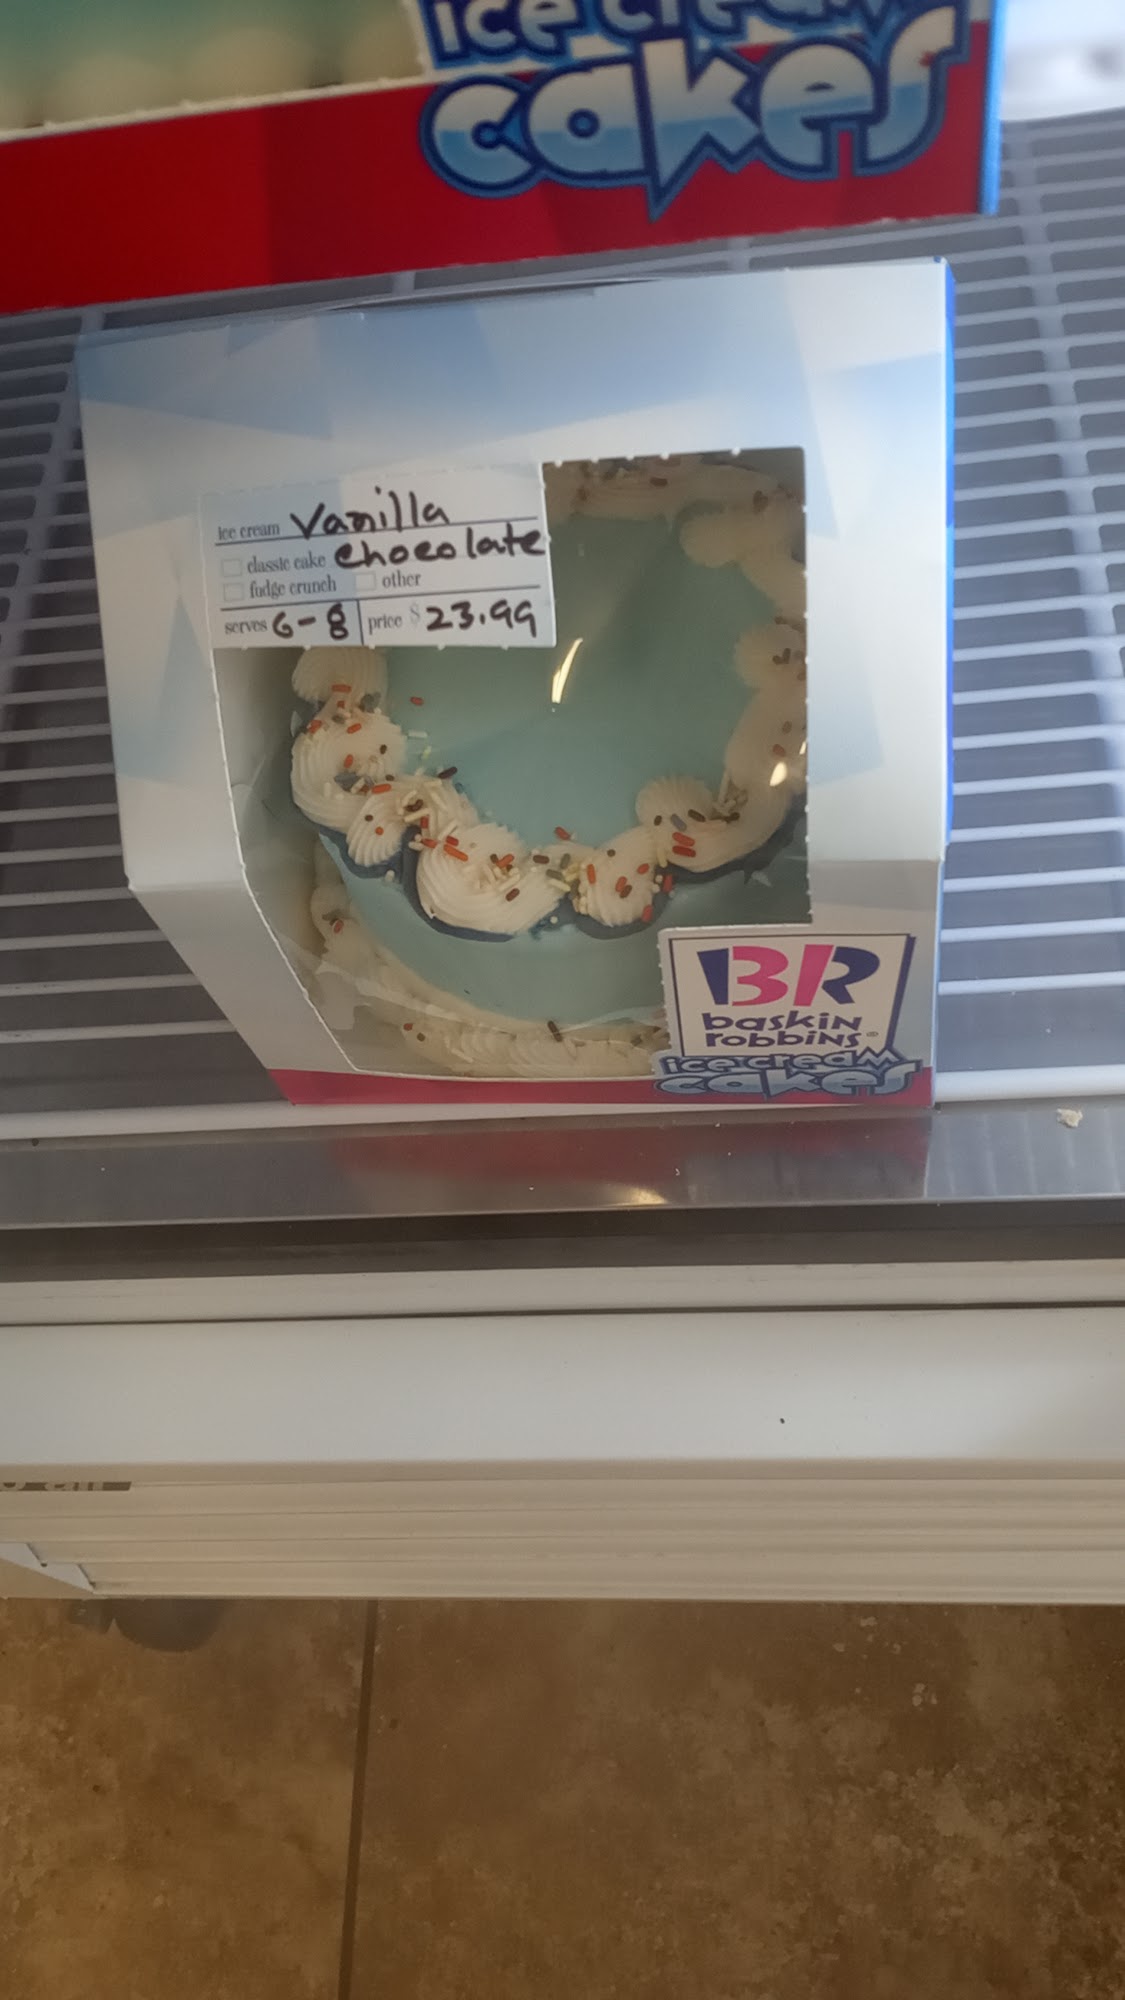 ice cream
cakes
ice cream Vanilla
classic cake chocolate
fudge crunch other
serves 6-8 price $ 23.99
BR
baskin
robbins®
ice cream
cakes